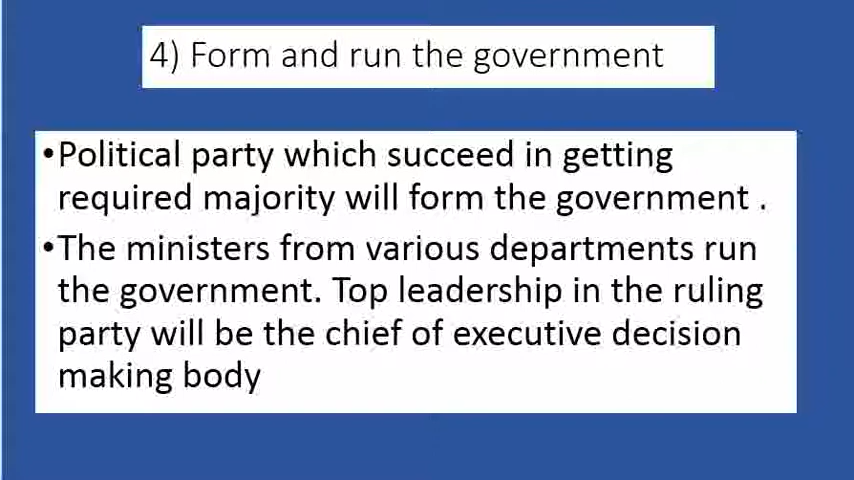 4) Form and run the government
•Political party which succeed in getting
required majority will form the government .
•The ministers from various departments run
the government. Top leadership in the ruling
party will be the chief of executive decision
making body